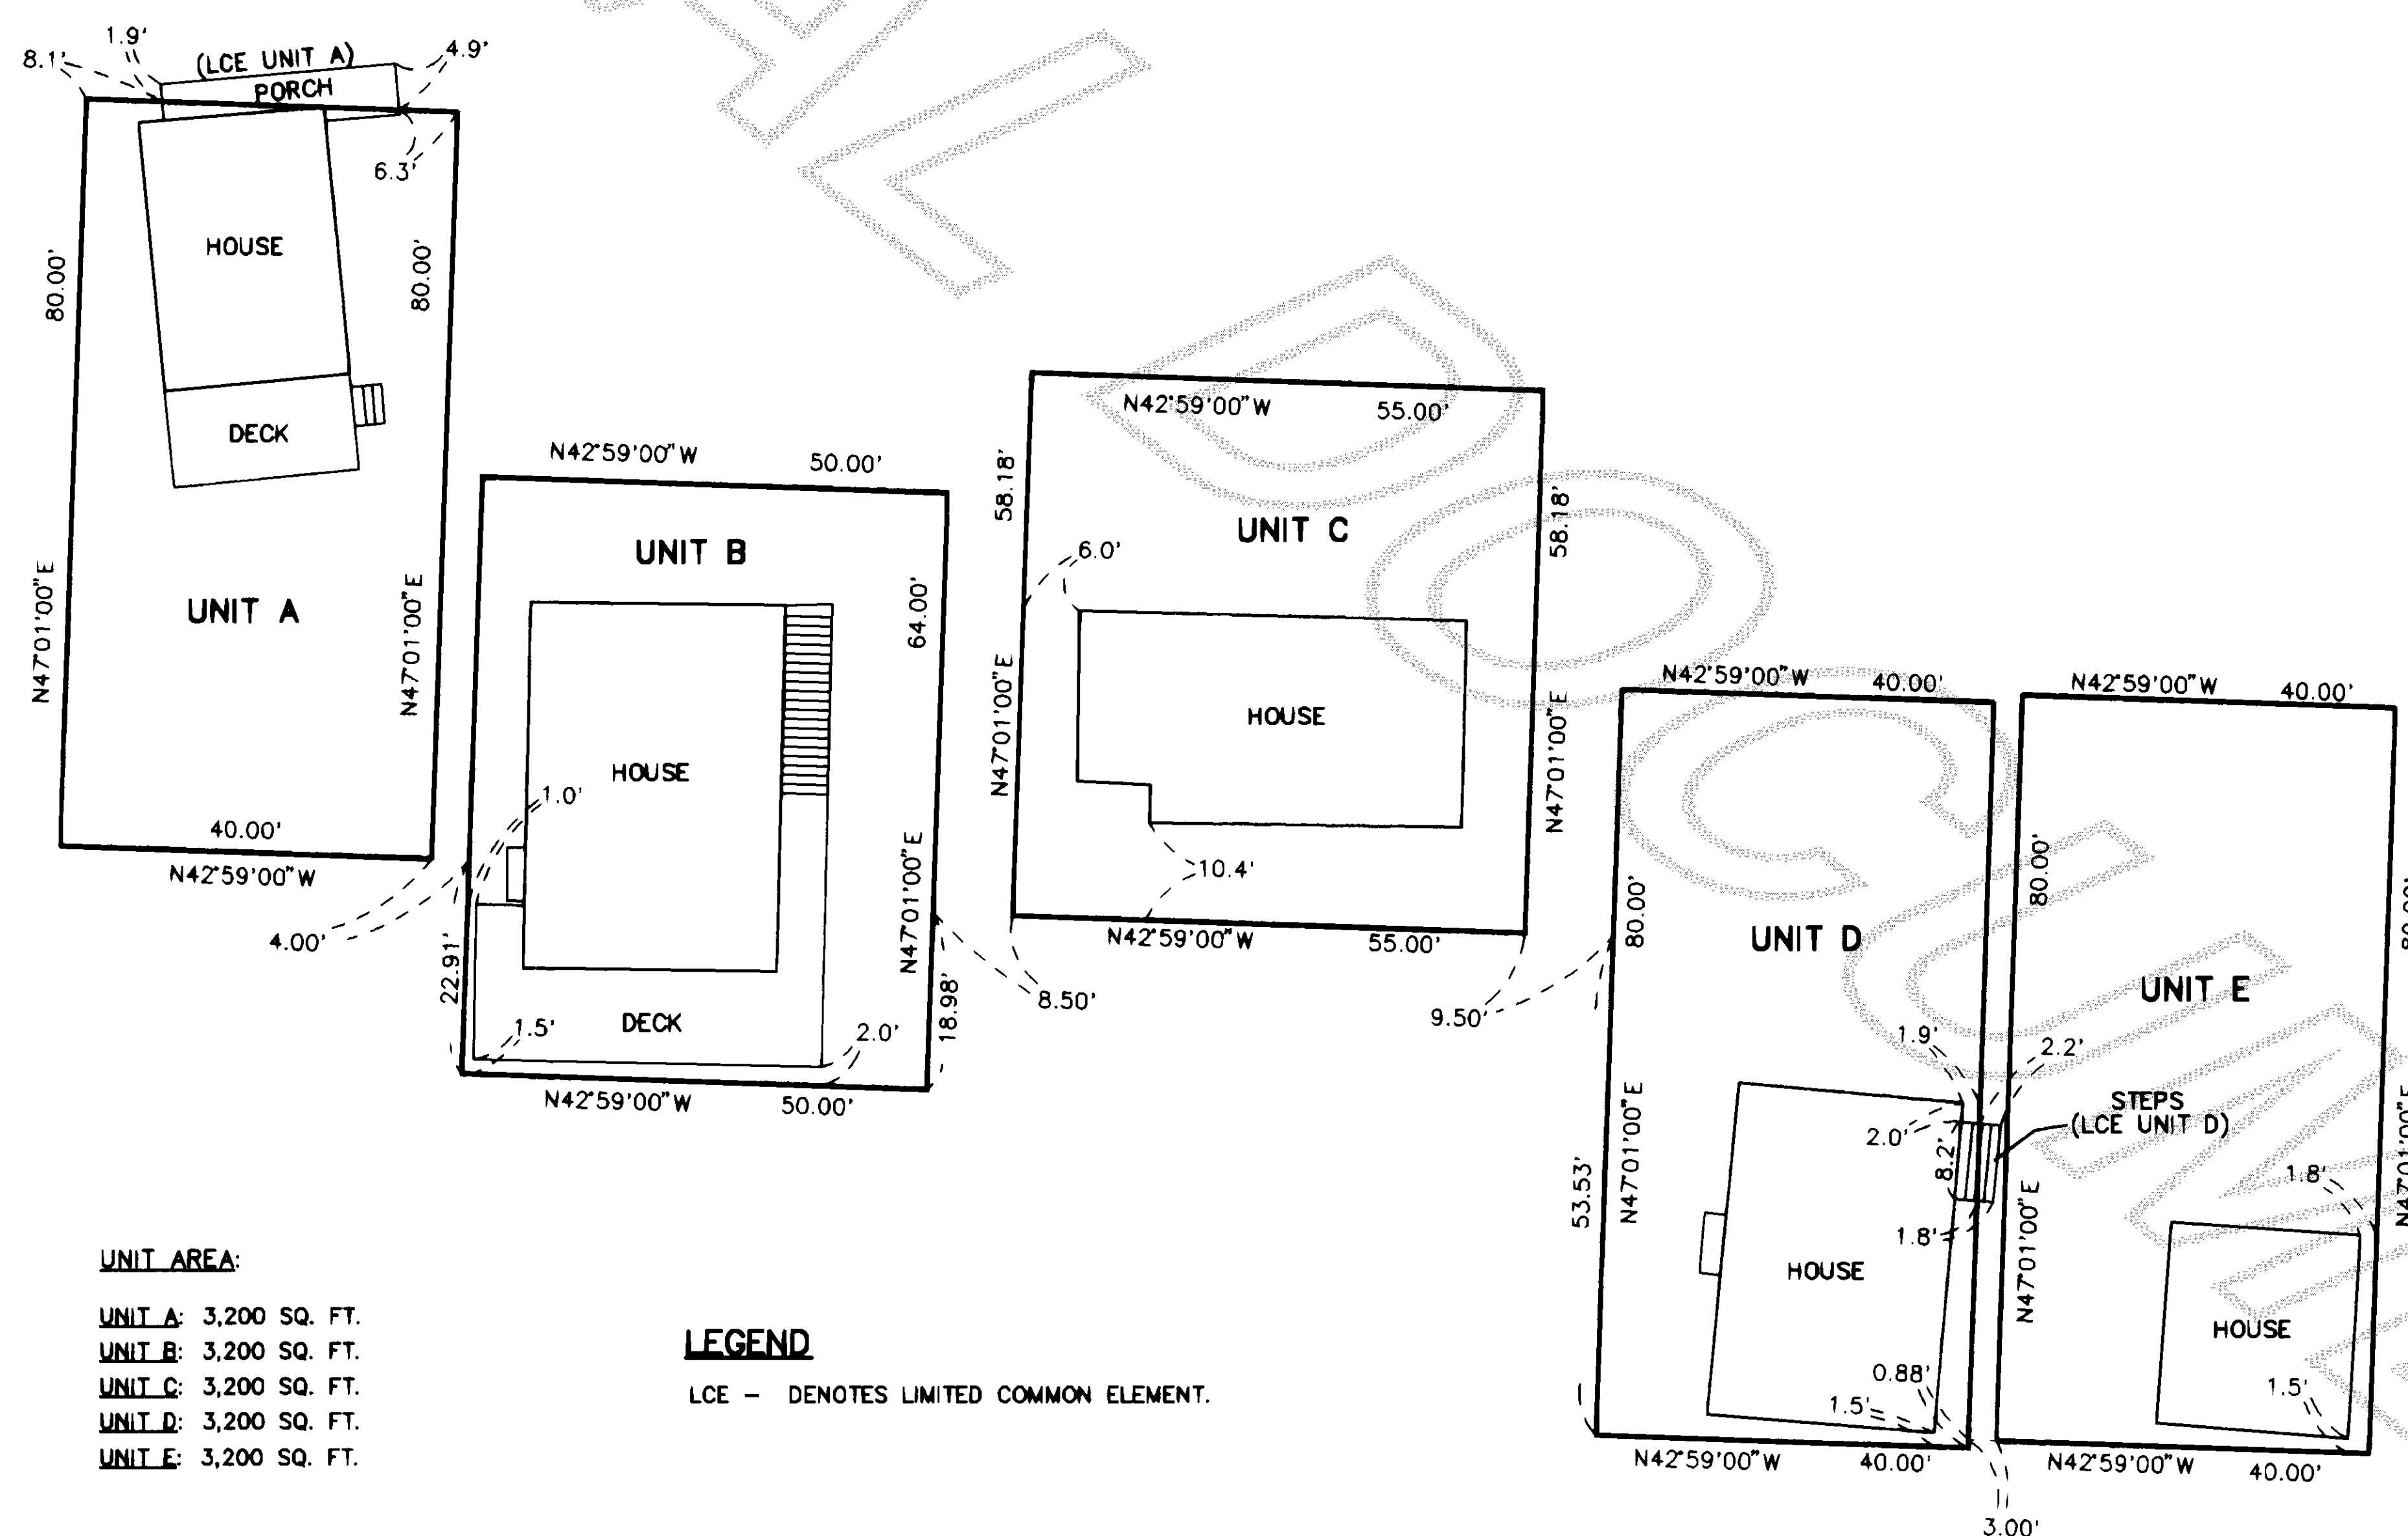 8.1'
1.9'
(LCE UNIT A)
PORCH
4.9'
6.3'
HOUSE
80.00'
80.00'
DECK
N47°01'00"E
N47°01'00"E
UNIT A
40.00'
N42°59'00"W
4.00'
N42°59'00"W 50.00'
UNIT B
64.00'
HOUSE
1.0'
N47°01'00"E
22.91'
18.98'
DECK
1.5'
2.0'
N42°59'00"W 50.00'
8.50'
N42°59'00"W 55.00'
58.18'
58.18'
UNIT C
6.0'
HOUSE
N47°01'00"E
N47°01'00"E
10.4'
N42°59'00"W 55.00'
9.50'
N42°59'00"W 40.00'
80.00'
UNIT D
1.9'
2.0'
8.2'
1.8'
N47°01'00"E
53.53'
HOUSE
0.88'
1.5'
N42°59'00"W 40.00'
N42°59'00"W 40.00'
80.00'
80.00'
UNIT E
2.2'
STEPS
(LCE UNIT D)
1.8'
N47°01'00"E
N47°01'00"E
HOUSE
1.5'
N42°59'00"W 40.00'
3.00'
UNIT AREA:
UNIT A: 3,200 SQ. FT.
UNIT B: 3,200 SQ. FT.
UNIT C: 3,200 SQ. FT.
UNIT D: 3,200 SQ. FT.
UNIT E: 3,200 SQ. FT.
LEGEND
LCE – DENOTES LIMITED COMMON ELEMENT.